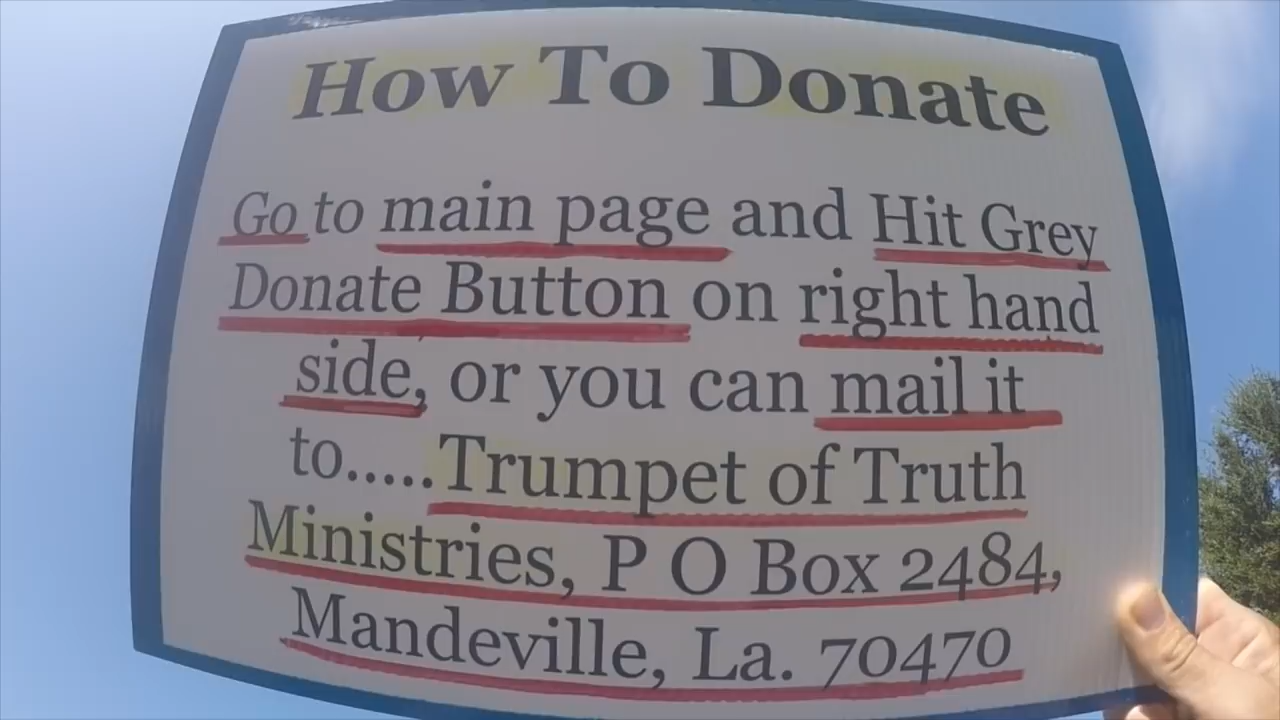 How To Donate
Go to main page and Hit Grey
Donate Button on right hand
side, or you can mail it
to.....Trumpet of Truth
Ministries, P O Box 2484,
Mandeville, La. 70470